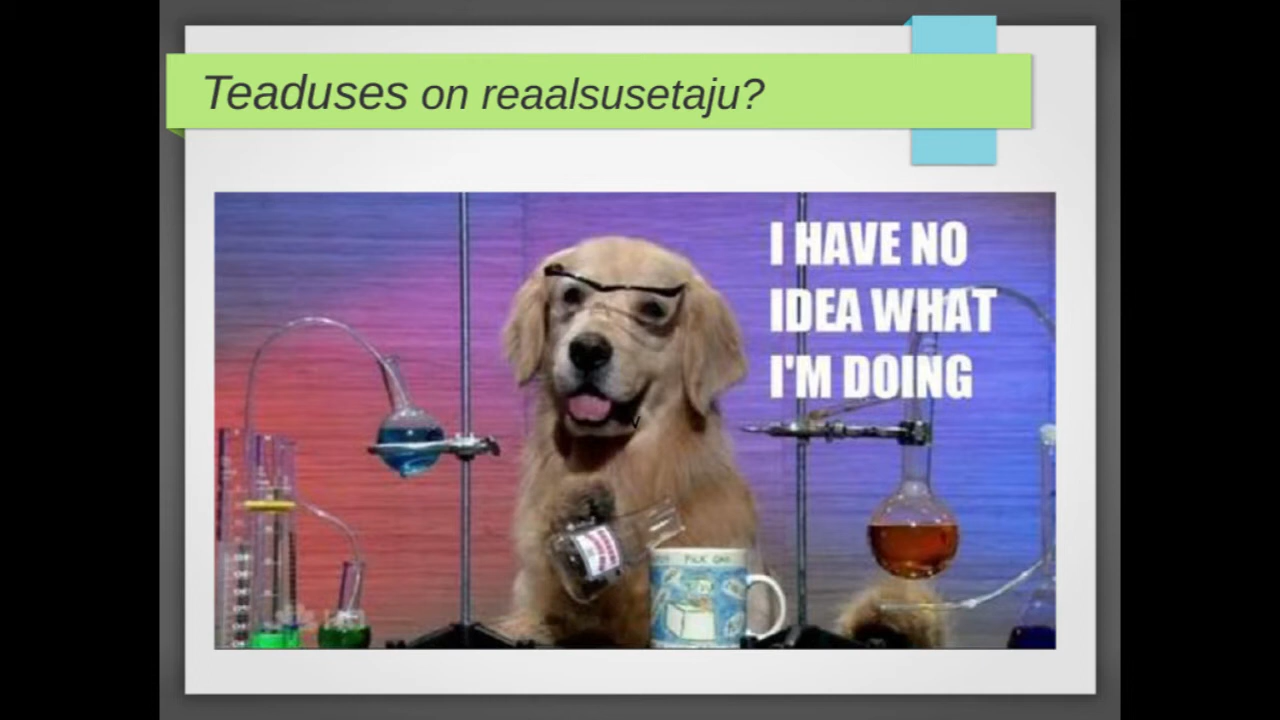 Teaduses on reaalsusetaju?
I HAVE NO
IDEA WHAT
I'M DOING
v